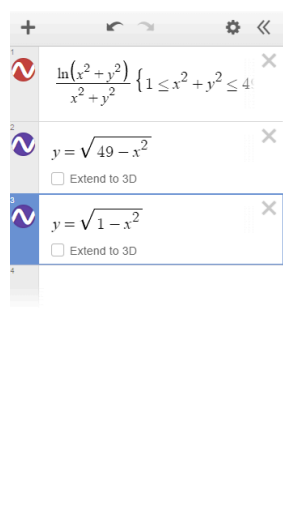 1
ln(x² + y²)/(x² + y²) {1 ≤ x² + y² ≤ 4
2
y = √(49 − x²)
Extend to 3D
3
y = √(1 − x²)
Extend to 3D
4